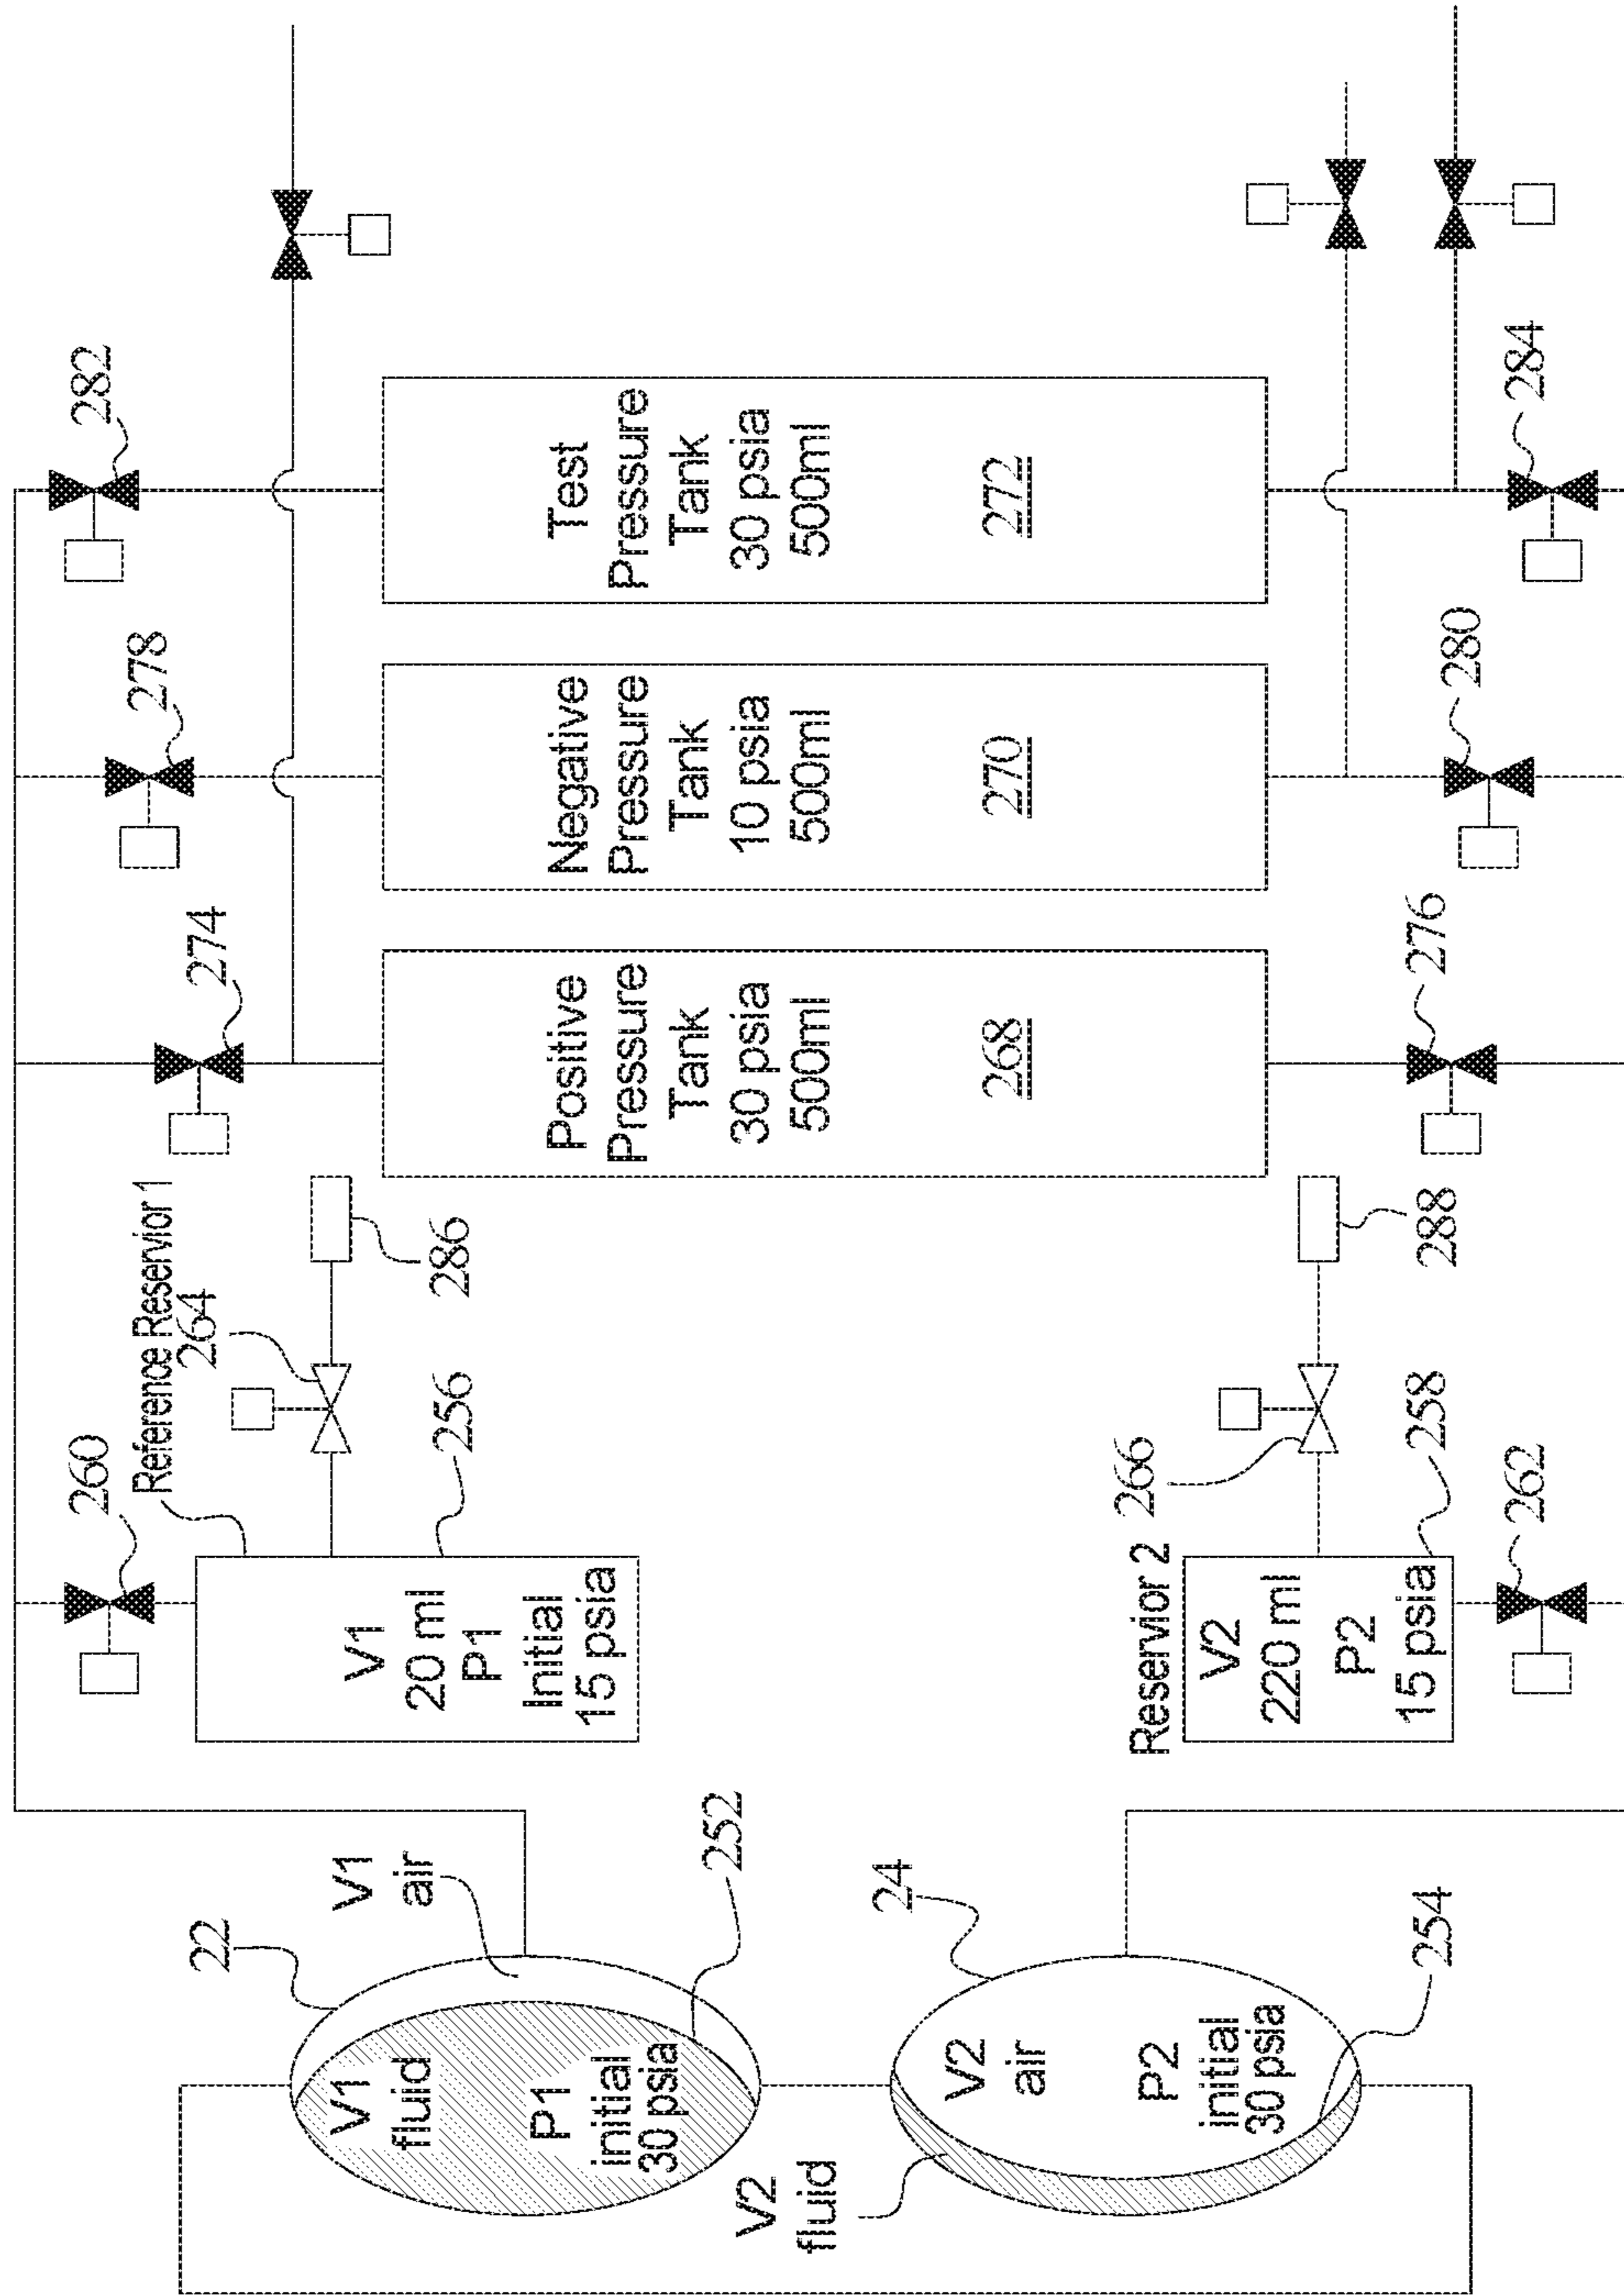 22
V1
air
V1
fluid
P1
initial
30 psia
252
V2
fluid
24
V2
air
P2
initial
30 psia
254
260
Reference Reservior 1
264
V1
20 ml
P1
Initial
15 psia
256
286
Reservior 2
V2
220 ml
P2
15 psia
266
258
262
288
274
Positive
Pressure
Tank
30 psia
500ml
268
276
278
Negative
Pressure
Tank
10 psia
500ml
270
280
282
Test
Pressure
Tank
30 psia
500ml
272
284